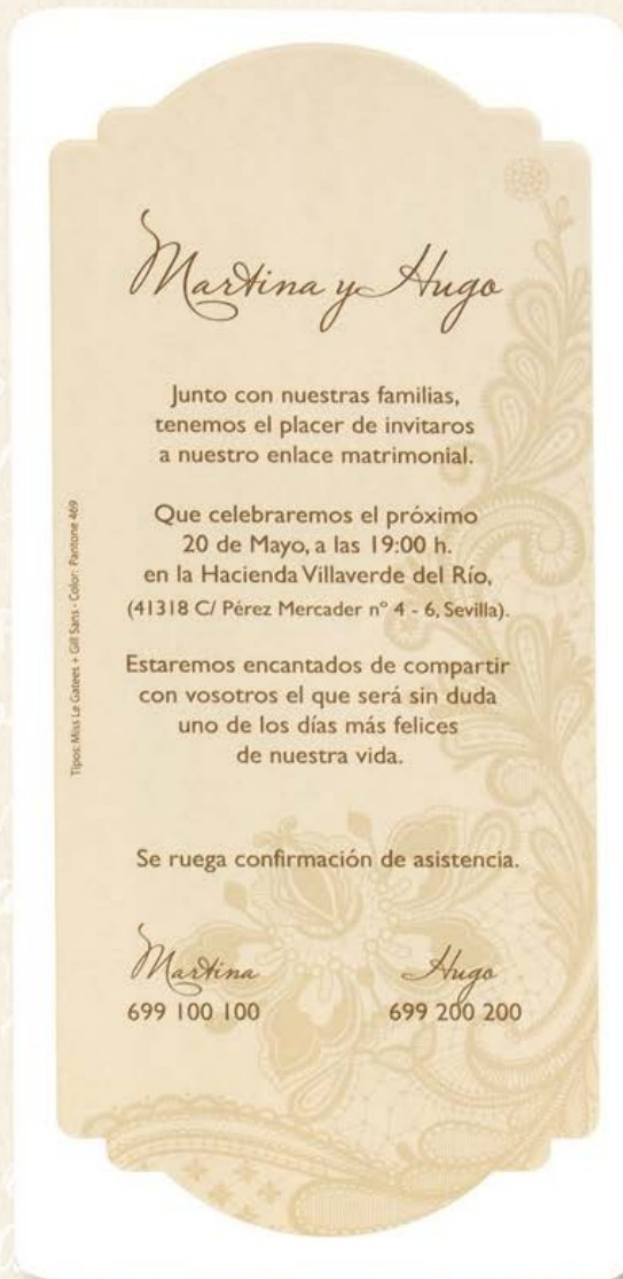 Martina y Hugo
Junto con nuestras familias,
tenemos el placer de invitaros
a nuestro enlace matrimonial.
Que celebraremos el próximo
20 de Mayo, a las 19:00 h.
en la Hacienda Villaverde del Río,
(41318 C/ Pérez Mercader nº 4 - 6, Sevilla).
Estaremos encantados de compartir
con vosotros el que será sin duda
uno de los días más felices
de nuestra vida.
Se ruega confirmación de asistencia.
Martina Hugo
699 100 100 699 200 200
Tipos: Miss Le Gatees + Gill Sans - Color: Pantone 469